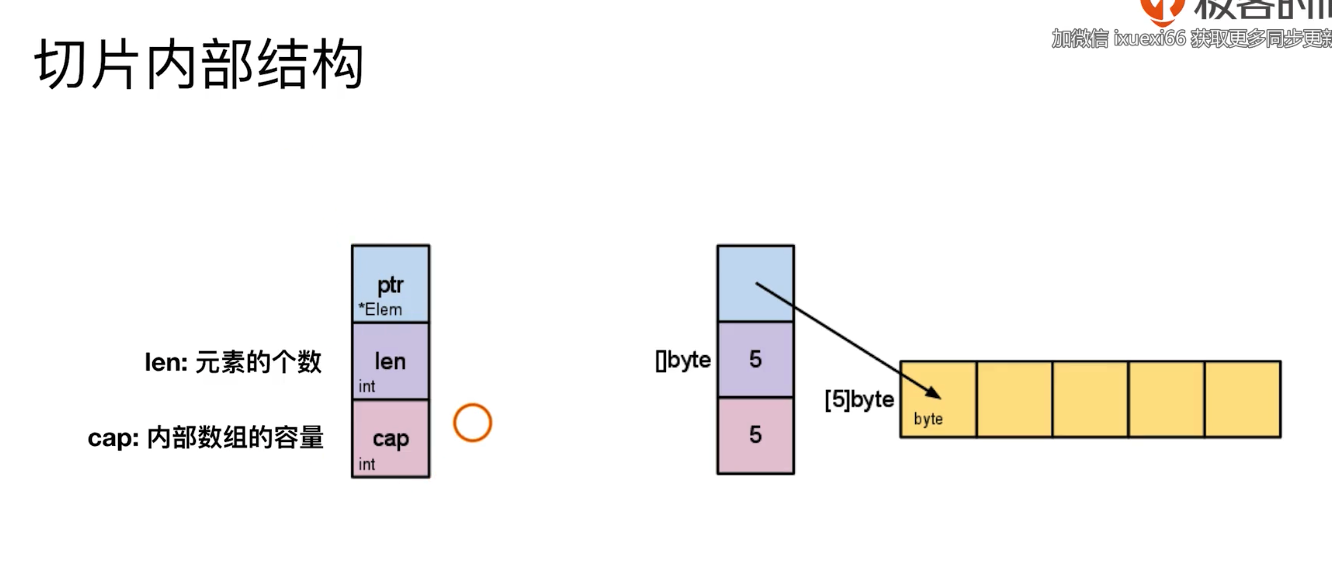 加微信 ixuexi66 获取更多同步更新
切片内部结构
ptr
*Elem
len: 元素的个数
len
int
cap: 内部数组的容量
cap
int
[]byte
5
5
[5]byte
byte